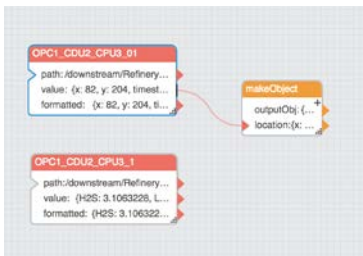 OPC1_CDU2_CPU3_01
path:/downstream/Refinery...
value: {x: 82, y: 204, timest...
formatted: {x: 82, y: 204, ti...
makeObject
+
outputObj: {...
location:{x: ...
OPC1_CDU2_CPU3_1
path:/downstream/Refinery...
value: {H2S: 3.1063228, L...
formatted: {H2S: 3.106322...